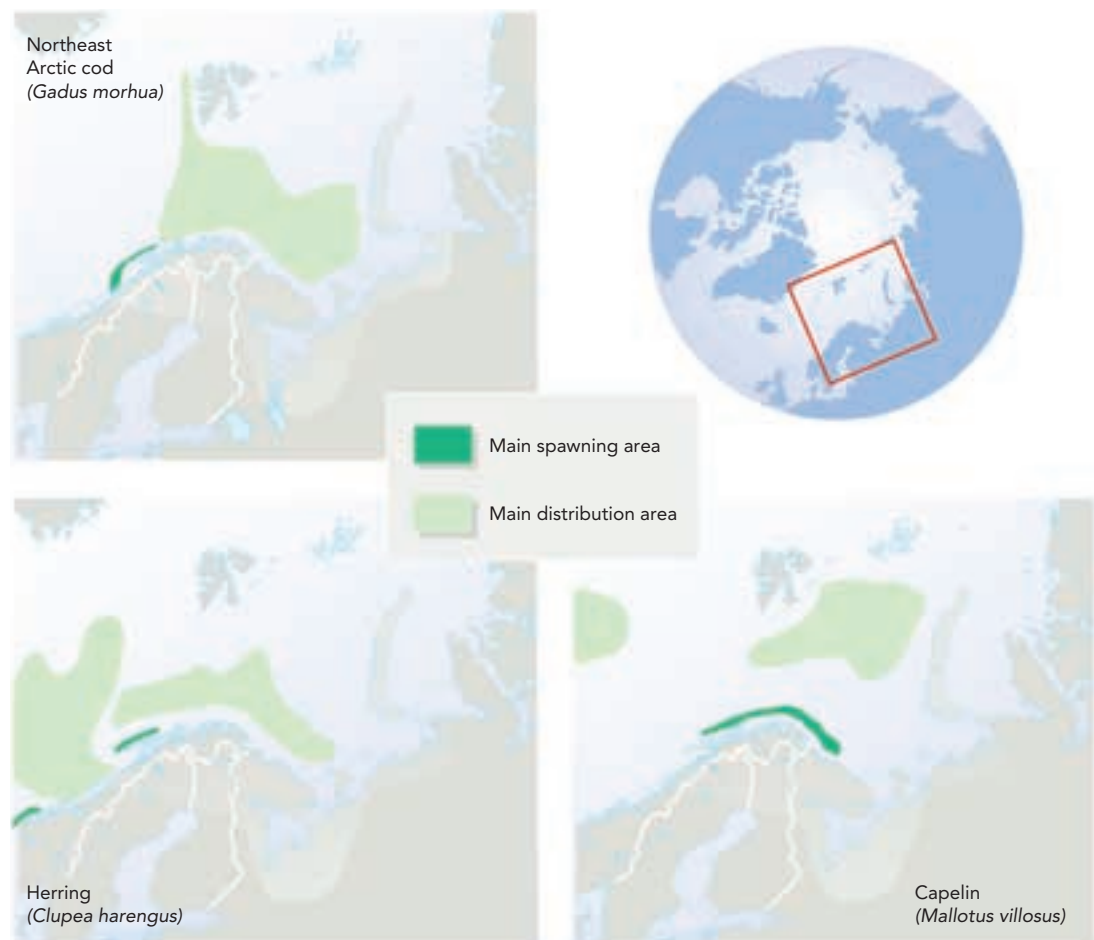 Northeast
Arctic cod
(Gadus morhua)
Main spawning area
Main distribution area
Herring
(Clupea harengus)
Capelin
(Mallotus villosus)